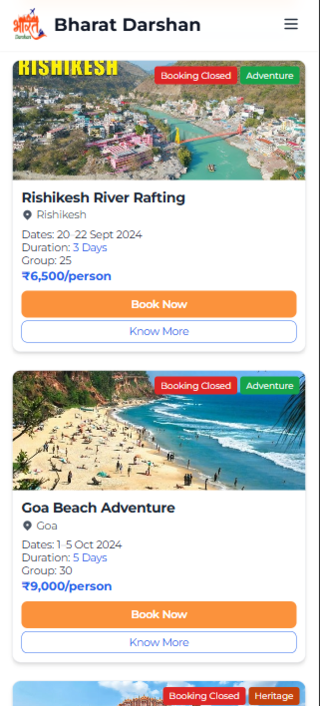 भारत
Darshan
Bharat Darshan
RISHIKESH
Booking Closed
Adventure
Rishikesh River Rafting
Rishikesh
Dates: 20-22 Sept 2024
Duration: 3 Days
Group: 25
₹6,500/person
Book Now
Know More
Booking Closed
Adventure
Goa Beach Adventure
Goa
Dates: 1-5 Oct 2024
Duration: 5 Days
Group: 30
₹9,000/person
Book Now
Know More
Booking Closed
Heritage